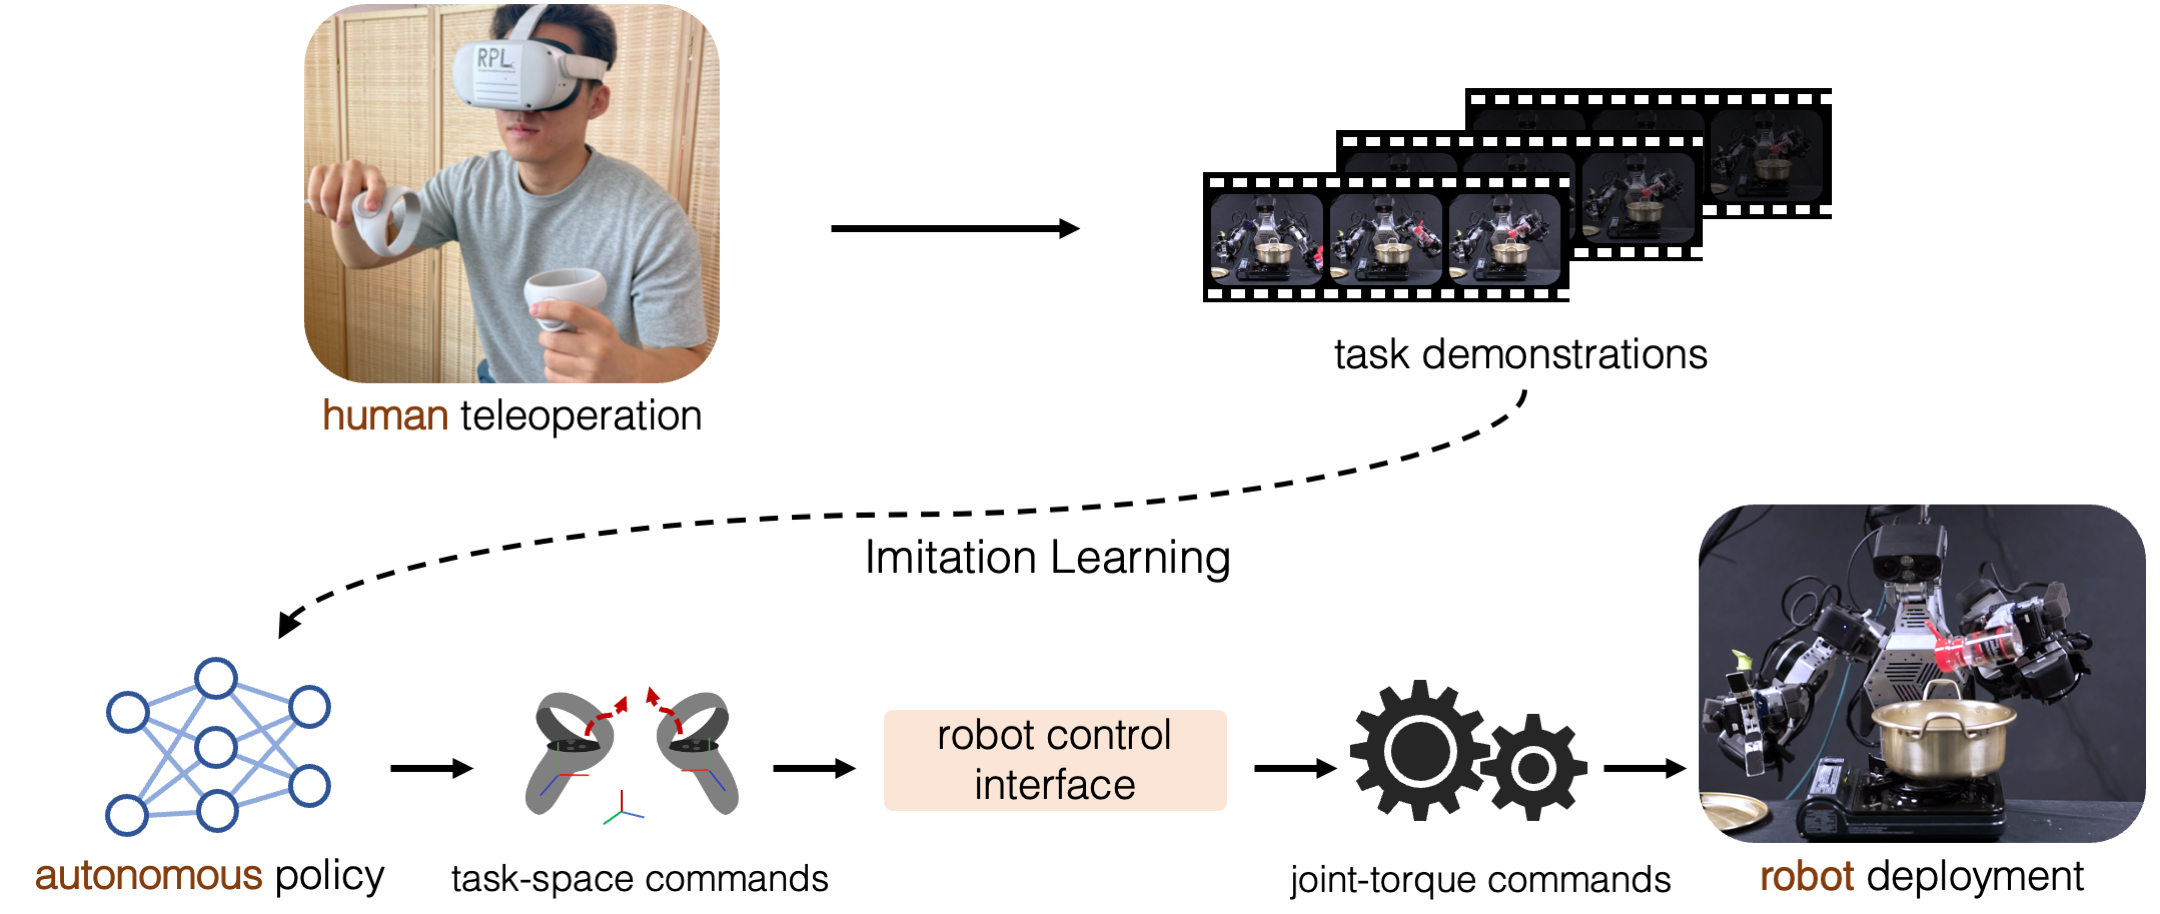 RPL
human teleoperation
task demonstrations
Imitation Learning
robot control
interface
autonomous policy
task-space commands
joint-torque commands
robot deployment